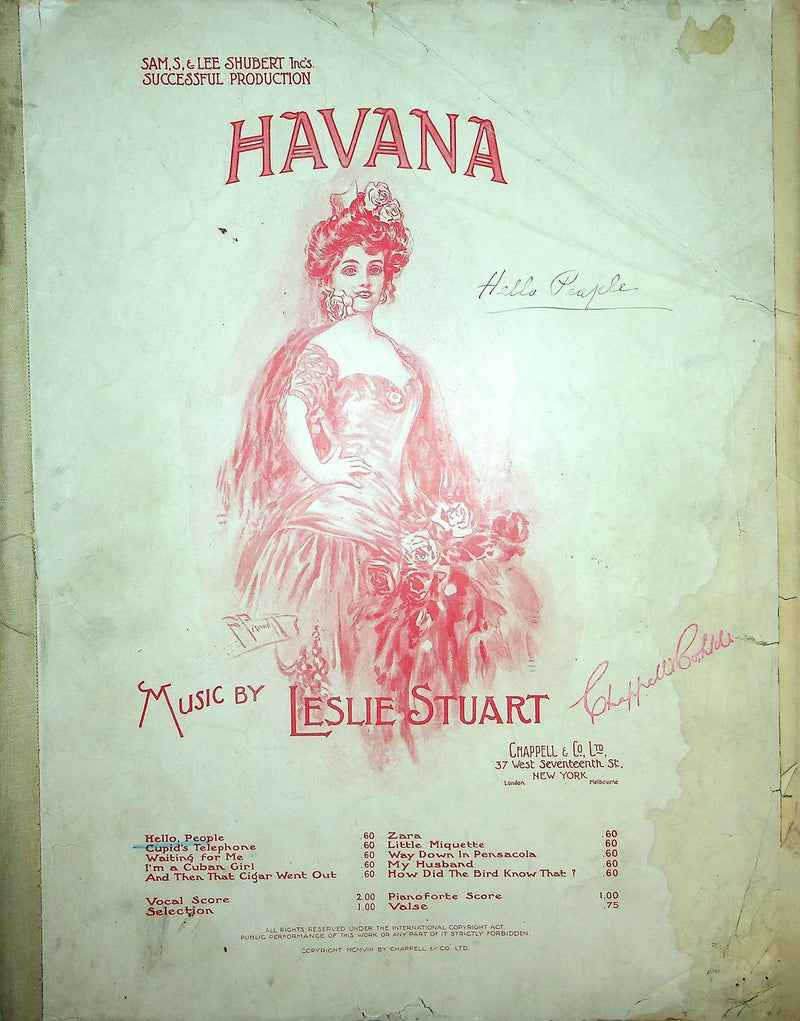 SAM, S, & LEE SHUBERT Inc's.
SUCCESSFUL PRODUCTION
HAVANA
Hello People
MUSIC BY LESLIE STUART
Chappell & Co. Ltd
CHAPPELL & Co., LTD.,
37 West Seventeenth St.
NEW YORK
London Melbourne
Hello, People .60 Zara .60
Cupid's Telephone .60 Little Miquette .60
Waiting for Me .60 Way Down In Pensacola .60
I'm a Cuban Girl .60 My Husband .60
And Then That Cigar Went Out .60 How Did The Bird Know That ? .60
Vocal Score 2.00 Pianoforte Score 1.00
Selection 1.00 Valse .75
ALL RIGHTS RESERVED UNDER THE INTERNATIONAL COPYRIGHT ACT
PUBLIC PERFORMANCE OF THIS WORK OR ANY PART OF IT STRICTLY FORBIDDEN
COPYRIGHT MCMVIII BY CHAPPELL & CO LTD.